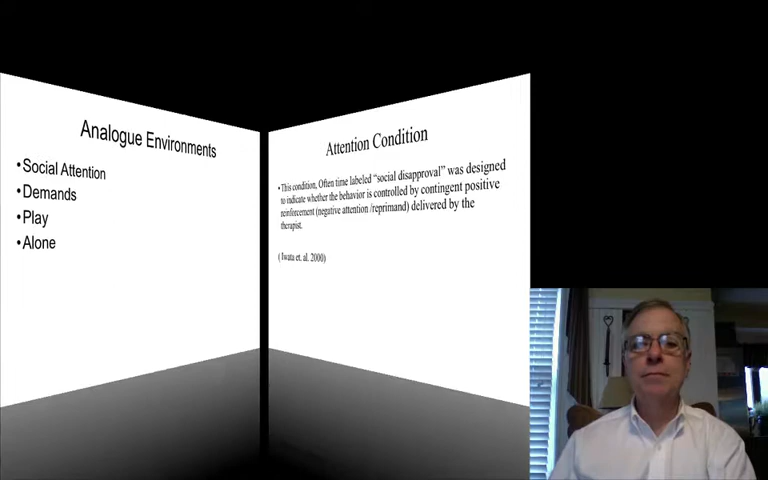 Analogue Environments
•Social Attention
•Demands
•Play
•Alone
Attention Condition
•This condition, Often time labeled “social disapproval” was designed
to indicate whether the behavior is controlled by contingent positive
reinforcement (negative attention /reprimand) delivered by the
therapist.
( Iwata et. al. 2000)